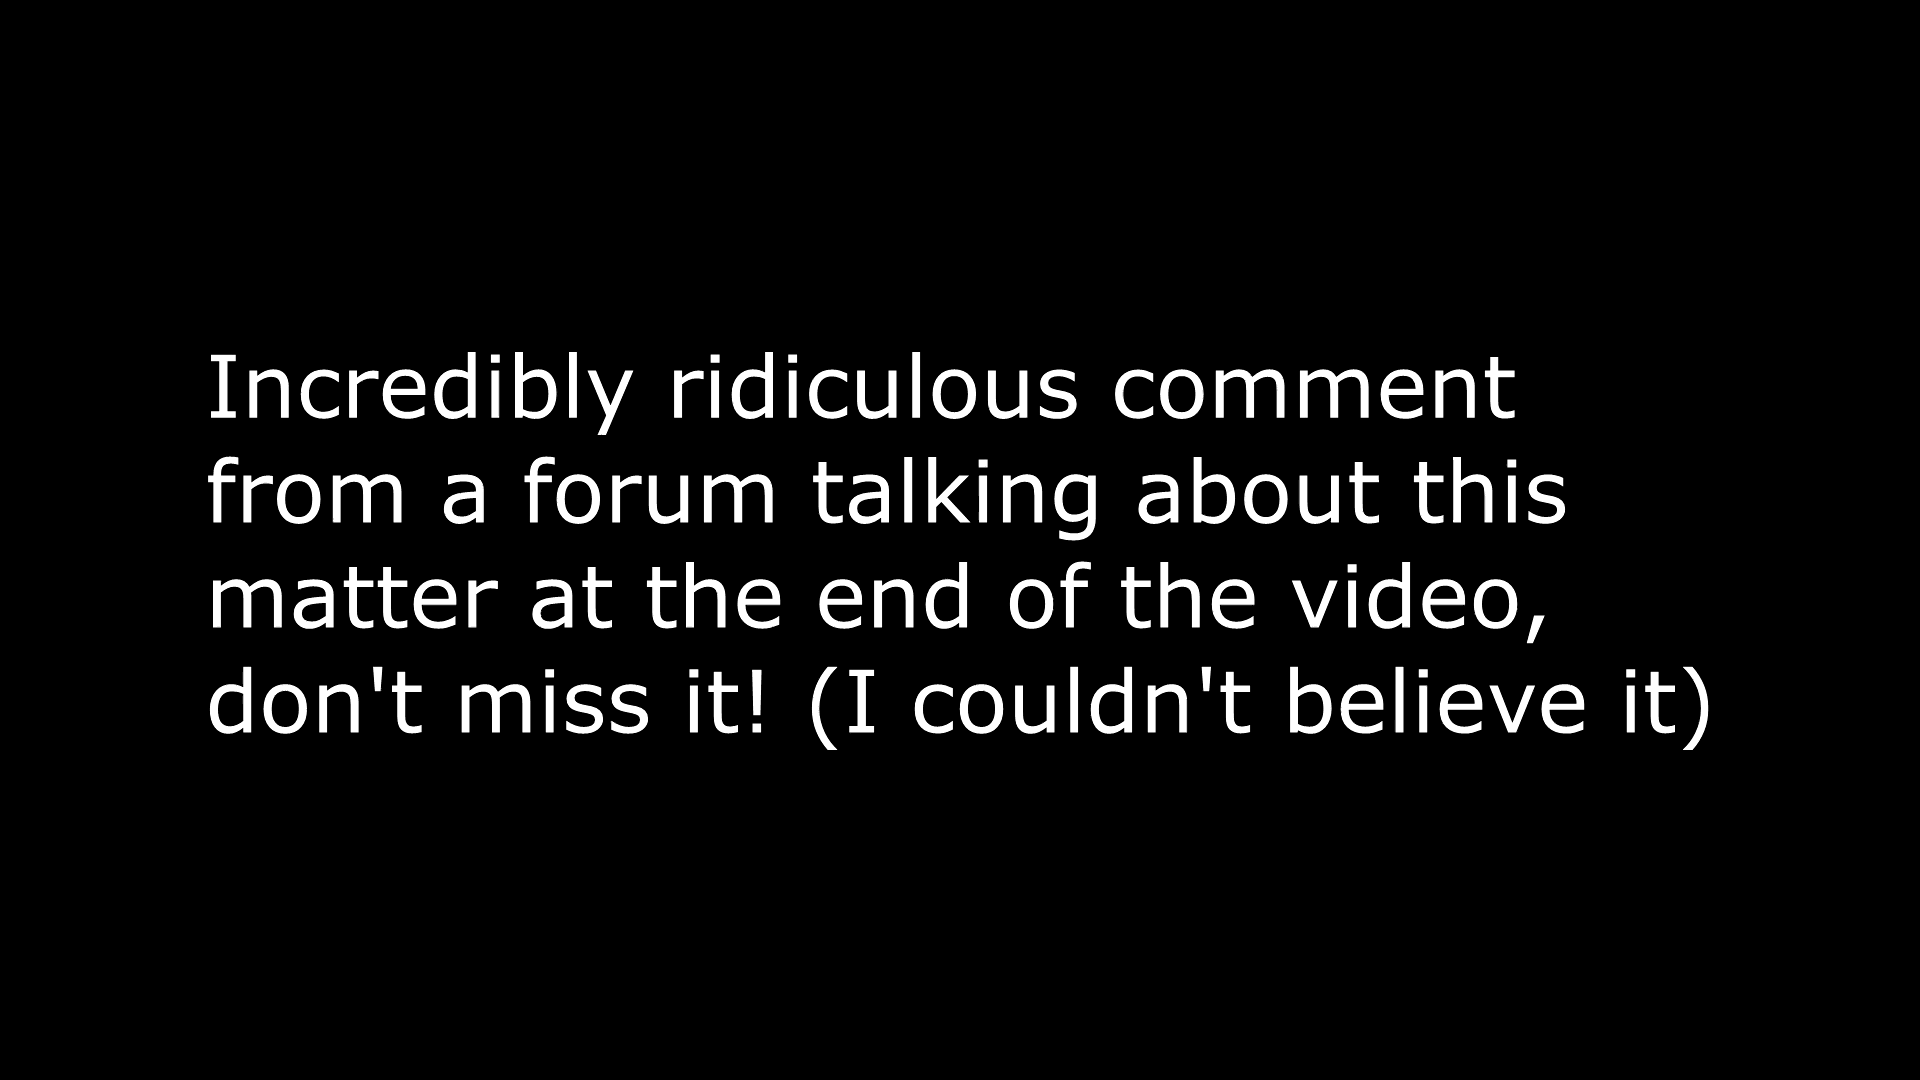 Incredibly ridiculous comment
from a forum talking about this
matter at the end of the video,
don't miss it! (I couldn't believe it)